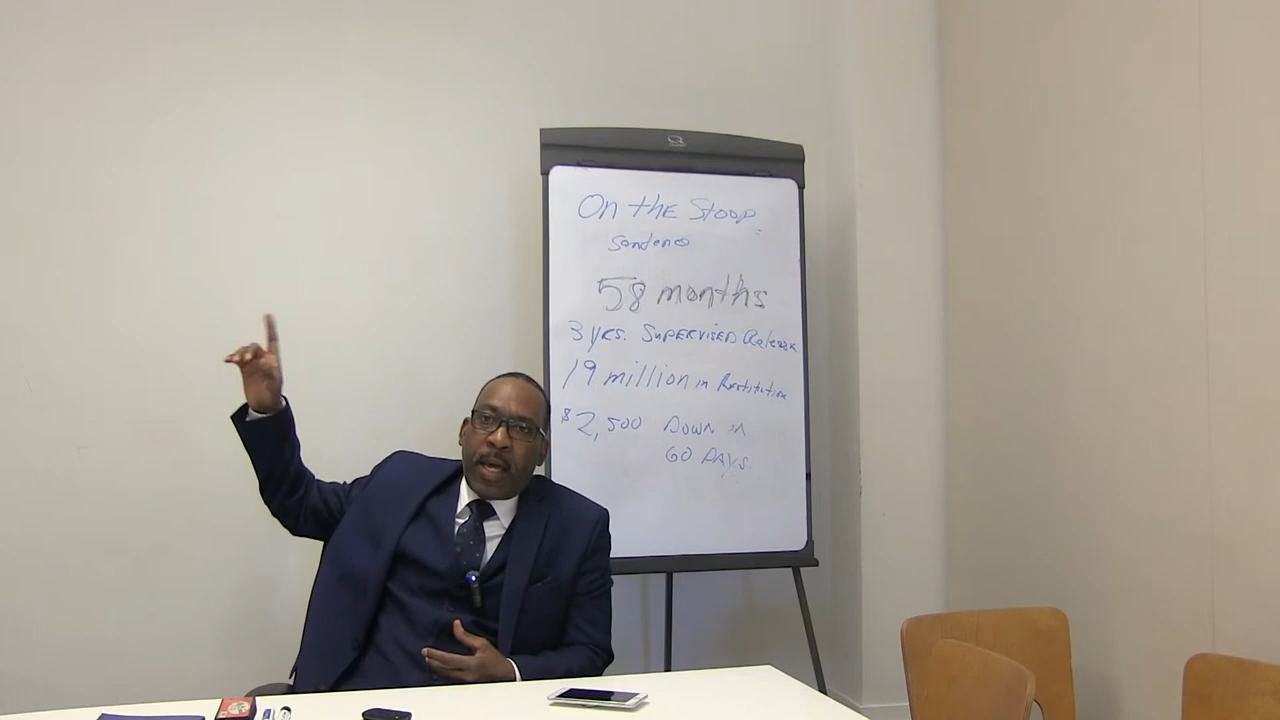 On the Stoop
Sentence
58 months
3 yrs. Supervised Release
19 million in Restitution
$2,500 Down in
60 DAYS